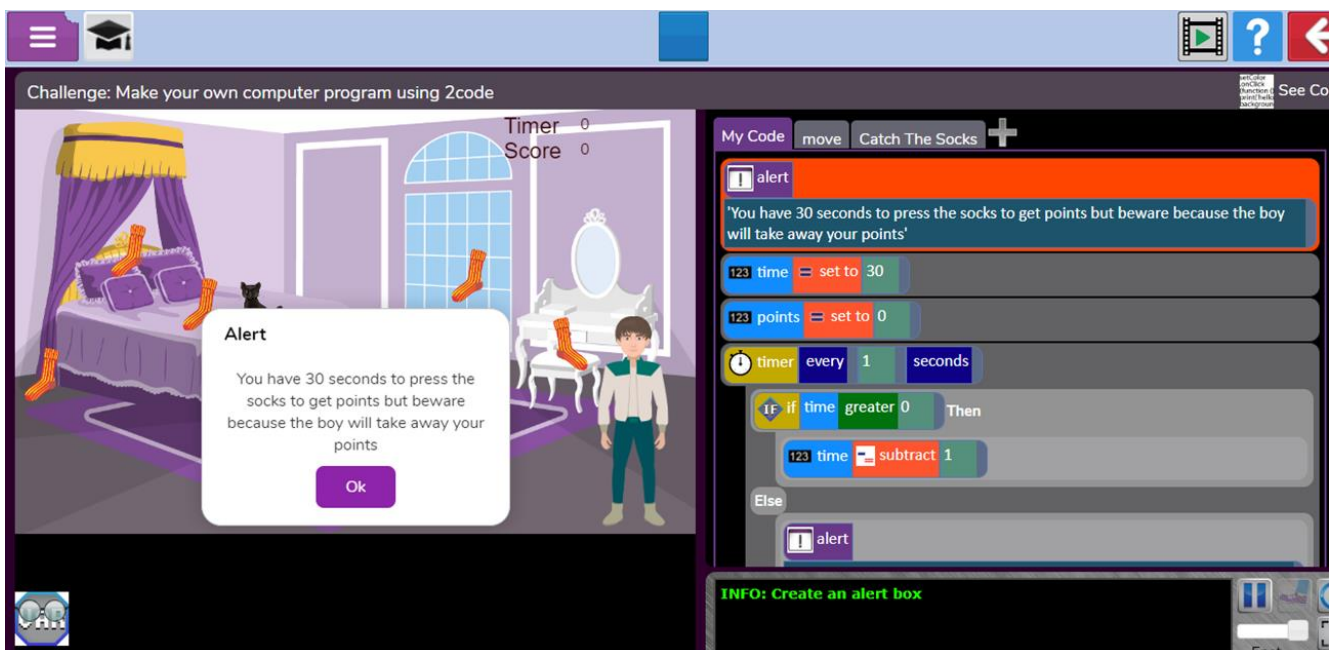 Challenge: Make your own computer program using 2code
See Co
Timer 0
Score 0
Alert
You have 30 seconds to press the
socks to get points but beware
because the boy will take away your
points
Ok
My Code move Catch The Socks
alert
'You have 30 seconds to press the socks to get points but beware because the boy
will take away your points'
123 time = set to 30
123 points = set to 0
timer every 1 seconds
IF if time greater 0 Then
123 time subtract 1
Else
alert
INFO: Create an alert box